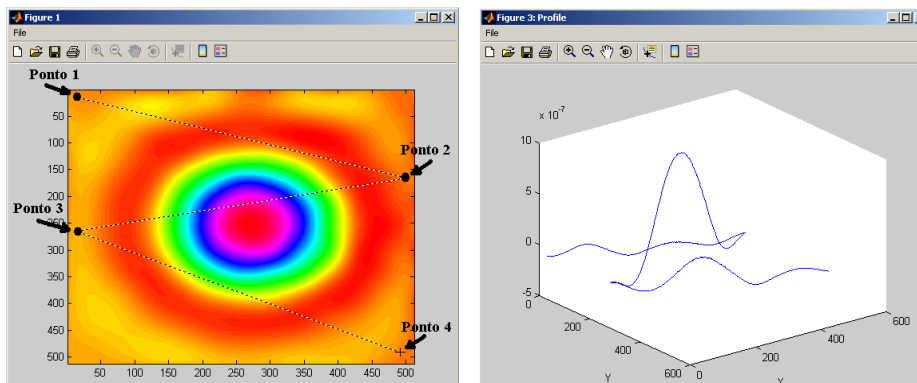 Figure 1
File
Ponto 1
Ponto 2
Ponto 3
Ponto 4
50
100
150
200
250
300
350
400
450
500
50 100 150 200 250 300 350 400 450 500
Figure 3: Profile
File
x 10⁻⁷
10
5
0
-5
0
200
400
600
Y
0
200
400
600